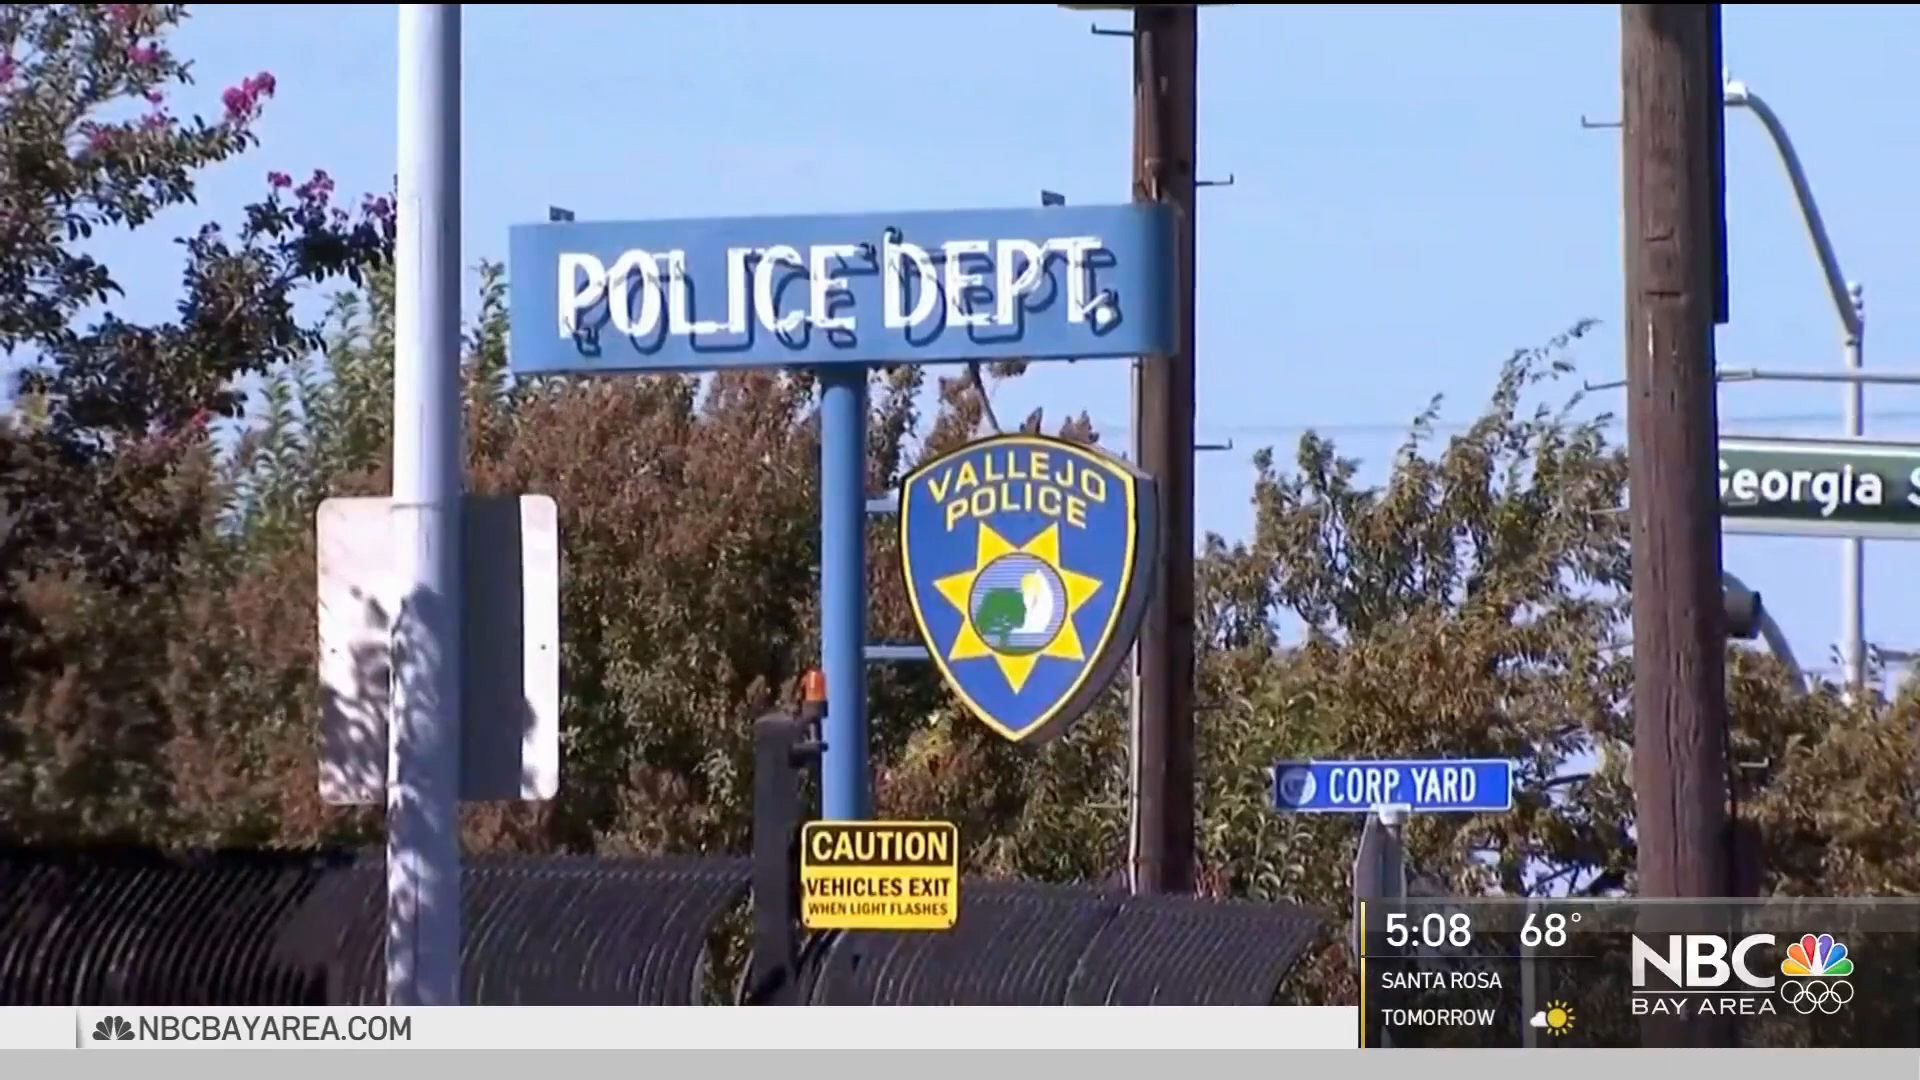 POLICE DEPT.
VALLEJO
POLICE
Georgia
CORP. YARD
CAUTION
VEHICLES EXIT
WHEN LIGHT FLASHES
5:08 68°
SANTA ROSA
TOMORROW
NBC
BAY AREA
NBCBAYAREA.COM